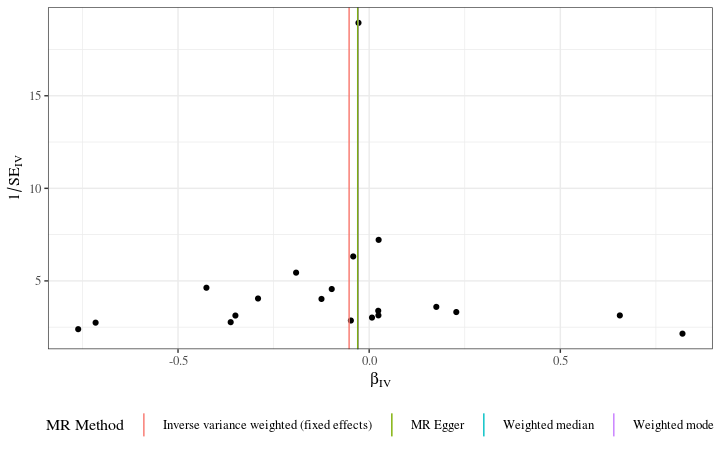 15
10
5
1/SE_IV
-0.5 0.0 0.5
β_IV
MR Method Inverse variance weighted (fixed effects) MR Egger Weighted median Weighted mode